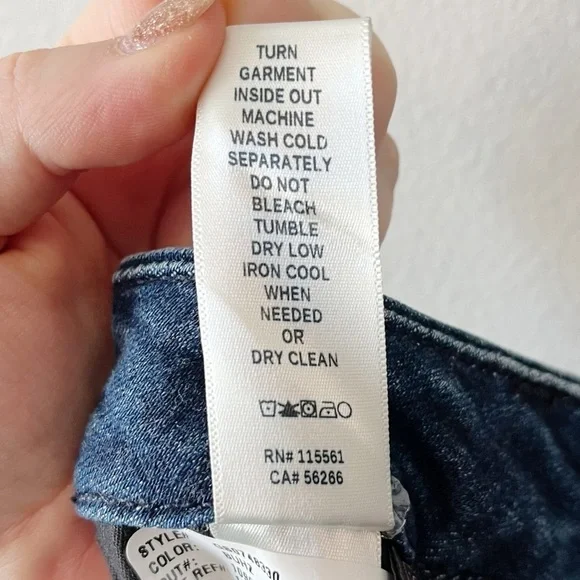 TURN
GARMENT
INSIDE OUT
MACHINE
WASH COLD
SEPARATELY
DO NOT
BLEACH
TUMBLE
DRY LOW
IRON COOL
WHEN
NEEDED
OR
DRY CLEAN
RN# 115561
CA# 56266
COLOR: